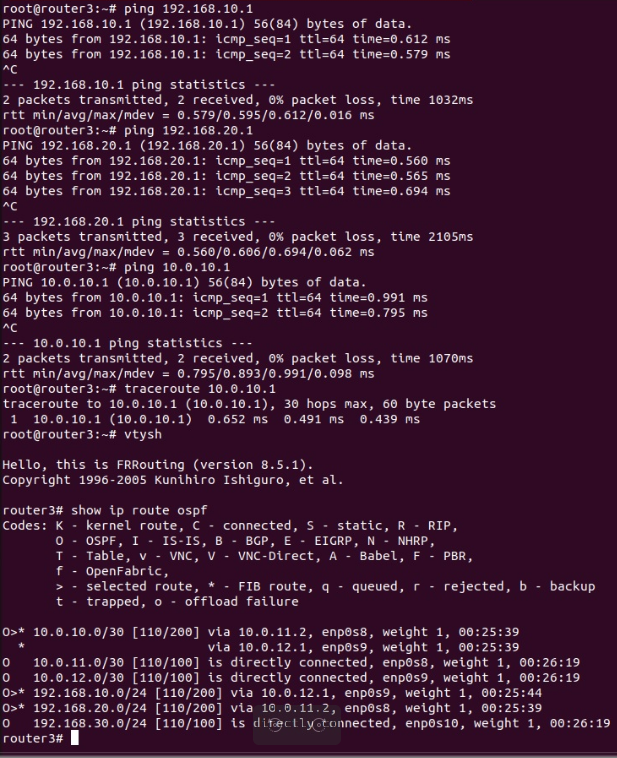 root@router3:~# ping 192.168.10.1
PING 192.168.10.1 (192.168.10.1) 56(84) bytes of data.
64 bytes from 192.168.10.1: icmp_seq=1 ttl=64 time=0.612 ms
64 bytes from 192.168.10.1: icmp_seq=2 ttl=64 time=0.579 ms
^C
--- 192.168.10.1 ping statistics ---
2 packets transmitted, 2 received, 0% packet loss, time 1032ms
rtt min/avg/max/mdev = 0.579/0.595/0.612/0.016 ms
root@router3:~# ping 192.168.20.1
PING 192.168.20.1 (192.168.20.1) 56(84) bytes of data.
64 bytes from 192.168.20.1: icmp_seq=1 ttl=64 time=0.560 ms
64 bytes from 192.168.20.1: icmp_seq=2 ttl=64 time=0.565 ms
64 bytes from 192.168.20.1: icmp_seq=3 ttl=64 time=0.694 ms
^C
--- 192.168.20.1 ping statistics ---
3 packets transmitted, 3 received, 0% packet loss, time 2105ms
rtt min/avg/max/mdev = 0.560/0.606/0.694/0.062 ms
root@router3:~# ping 10.0.10.1
PING 10.0.10.1 (10.0.10.1) 56(84) bytes of data.
64 bytes from 10.0.10.1: icmp_seq=1 ttl=64 time=0.991 ms
64 bytes from 10.0.10.1: icmp_seq=2 ttl=64 time=0.795 ms
^C
--- 10.0.10.1 ping statistics ---
2 packets transmitted, 2 received, 0% packet loss, time 1070ms
rtt min/avg/max/mdev = 0.795/0.893/0.991/0.098 ms
root@router3:~# traceroute 10.0.10.1
traceroute to 10.0.10.1 (10.0.10.1), 30 hops max, 60 byte packets
 1  10.0.10.1 (10.0.10.1)  0.652 ms  0.491 ms  0.439 ms
root@router3:~# vtysh
Hello, this is FRRouting (version 8.5.1).
Copyright 1996-2005 Kunihiro Ishiguro, et al.
router3# show ip route ospf
Codes: K - kernel route, C - connected, S - static, R - RIP,
       O - OSPF, I - IS-IS, B - BGP, E - EIGRP, N - NHRP,
       T - Table, v - VNC, V - VNC-Direct, A - Babel, F - PBR,
       f - OpenFabric,
       > - selected route, * - FIB route, q - queued, r - rejected, b - backup
       t - trapped, o - offload failure
O>* 10.0.10.0/30 [110/200] via 10.0.11.2, enp0s8, weight 1, 00:25:39
  *                        via 10.0.12.1, enp0s9, weight 1, 00:25:39
O   10.0.11.0/30 [110/100] is directly connected, enp0s8, weight 1, 00:26:19
O   10.0.12.0/30 [110/100] is directly connected, enp0s9, weight 1, 00:26:19
O>* 192.168.10.0/24 [110/200] via 10.0.12.1, enp0s9, weight 1, 00:25:44
O>* 192.168.20.0/24 [110/200] via 10.0.11.2, enp0s8, weight 1, 00:25:39
O   192.168.30.0/24 [110/100] is directly connected, enp0s10, weight 1, 00:26:19
router3#